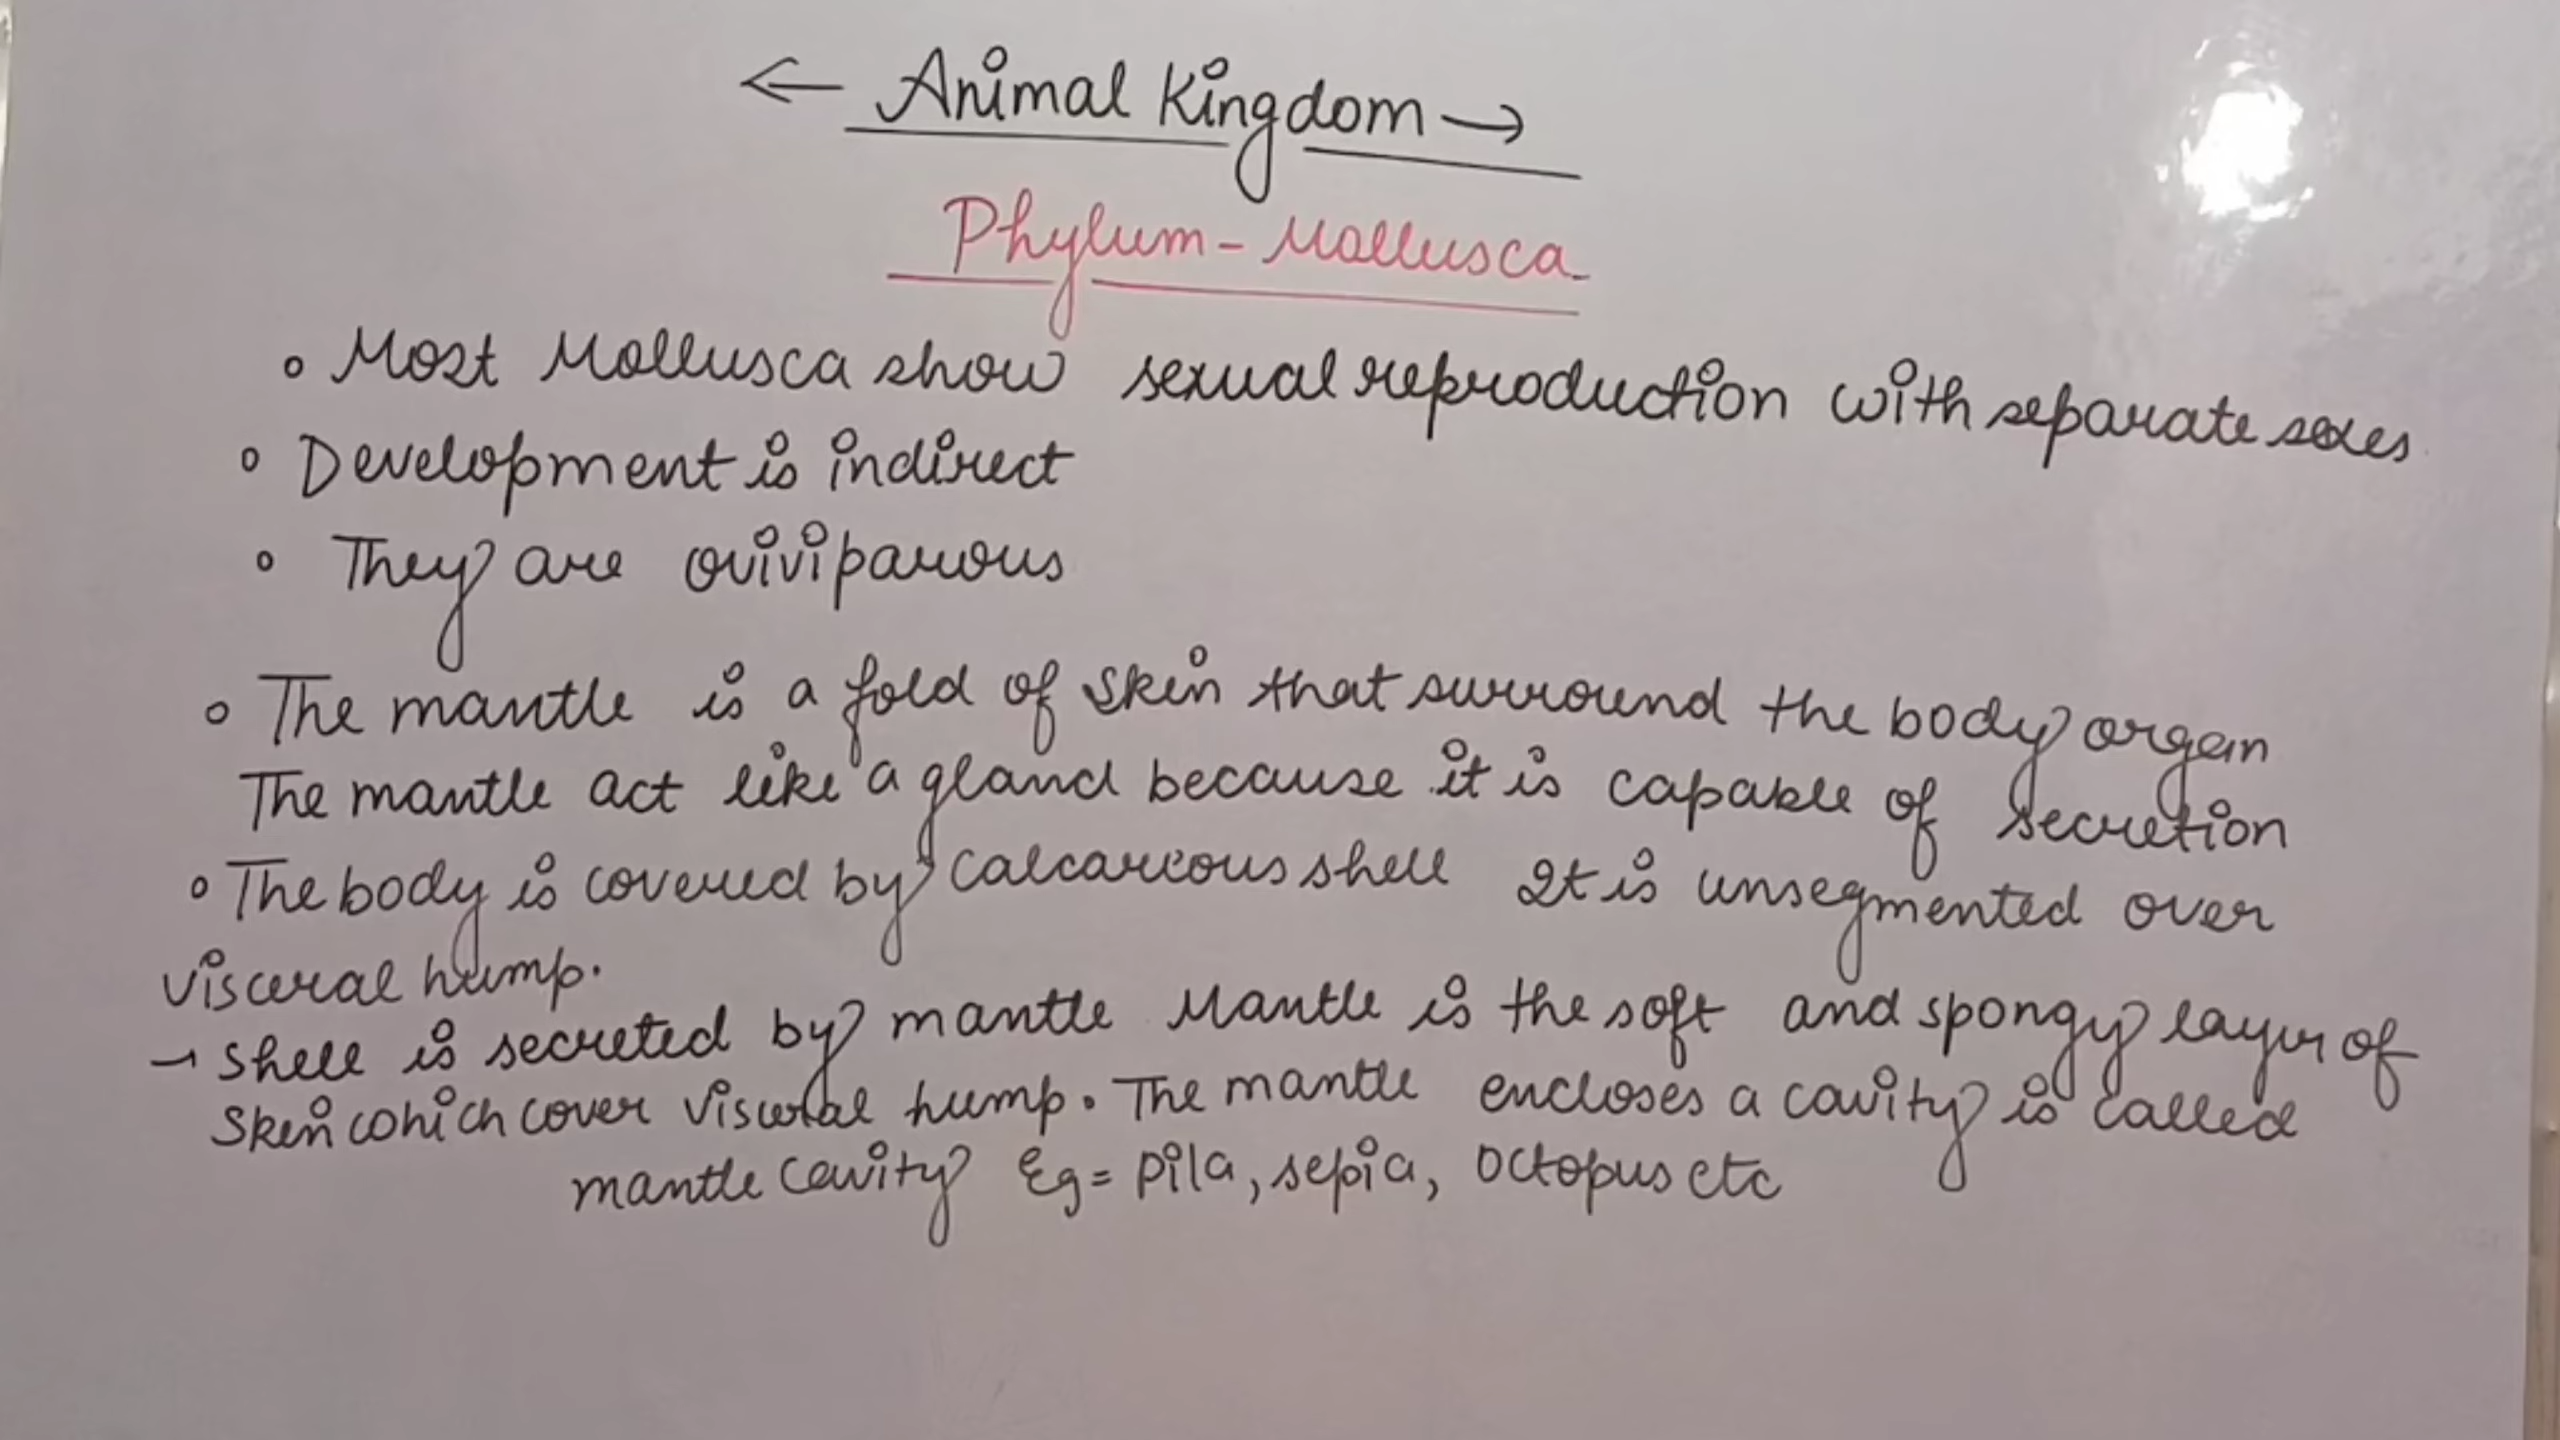 ← Animal Kingdom →
Phylum - Mollusca
∘ Most Mollusca show sexual reproduction with separate sexes
∘ Development is indirect
∘ They are oviviparous
∘ The mantle is a fold of skin that surround the body organ
The mantle act like a gland because it is capable of secretion
∘ The body is covered by calcareous shell It is unsegmented over
visceral hump.
→ Shell is secreted by mantle Mantle is the soft and spongy layer of
Skin which cover visceral hump. The mantle encloses a cavity is called
mantle cavity Eg = Pila, sepia, Octopus etc